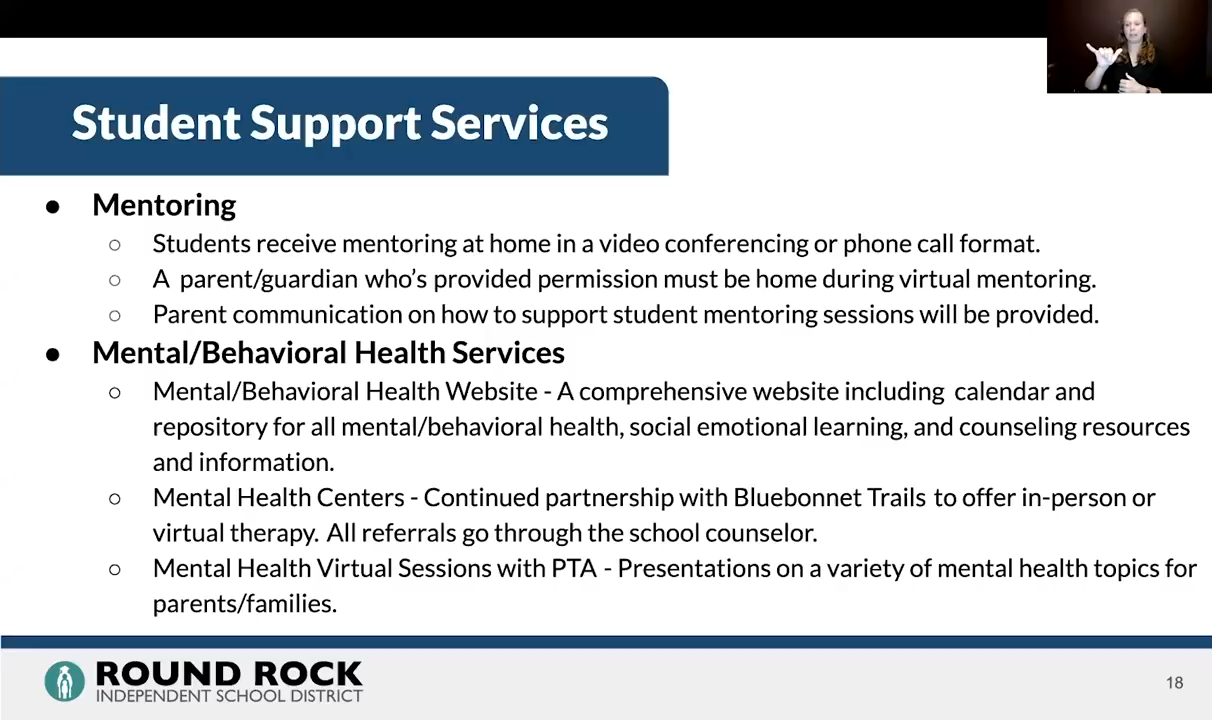 Student Support Services
● Mentoring
○ Students receive mentoring at home in a video conferencing or phone call format.
○ A parent/guardian who's provided permission must be home during virtual mentoring.
○ Parent communication on how to support student mentoring sessions will be provided.
● Mental/Behavioral Health Services
○ Mental/Behavioral Health Website - A comprehensive website including calendar and
repository for all mental/behavioral health, social emotional learning, and counseling resources
and information.
○ Mental Health Centers - Continued partnership with Bluebonnet Trails to offer in-person or
virtual therapy. All referrals go through the school counselor.
○ Mental Health Virtual Sessions with PTA - Presentations on a variety of mental health topics for
parents/families.
ROUND ROCK
INDEPENDENT SCHOOL DISTRICT
18